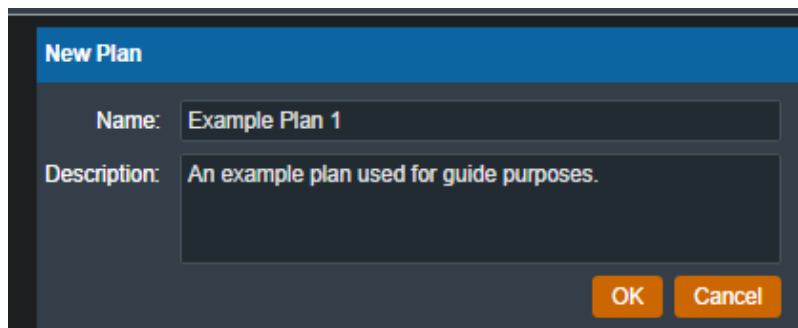 New Plan
Name: Example Plan 1
Description: An example plan used for guide purposes.
OK Cancel